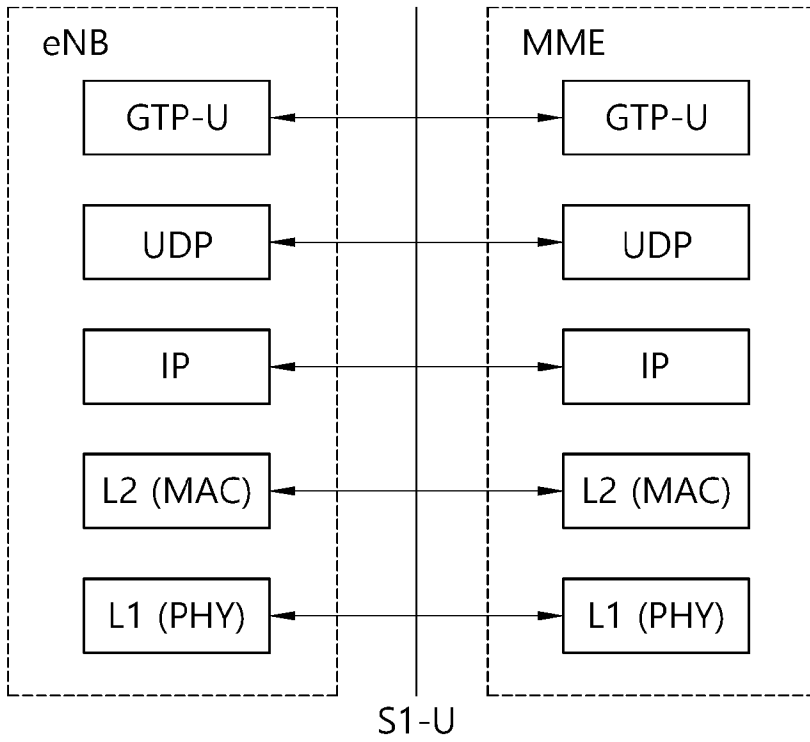 eNB
MME
GTP-U
GTP-U
UDP
UDP
IP
IP
L2 (MAC)
L2 (MAC)
L1 (PHY)
L1 (PHY)
S1-U